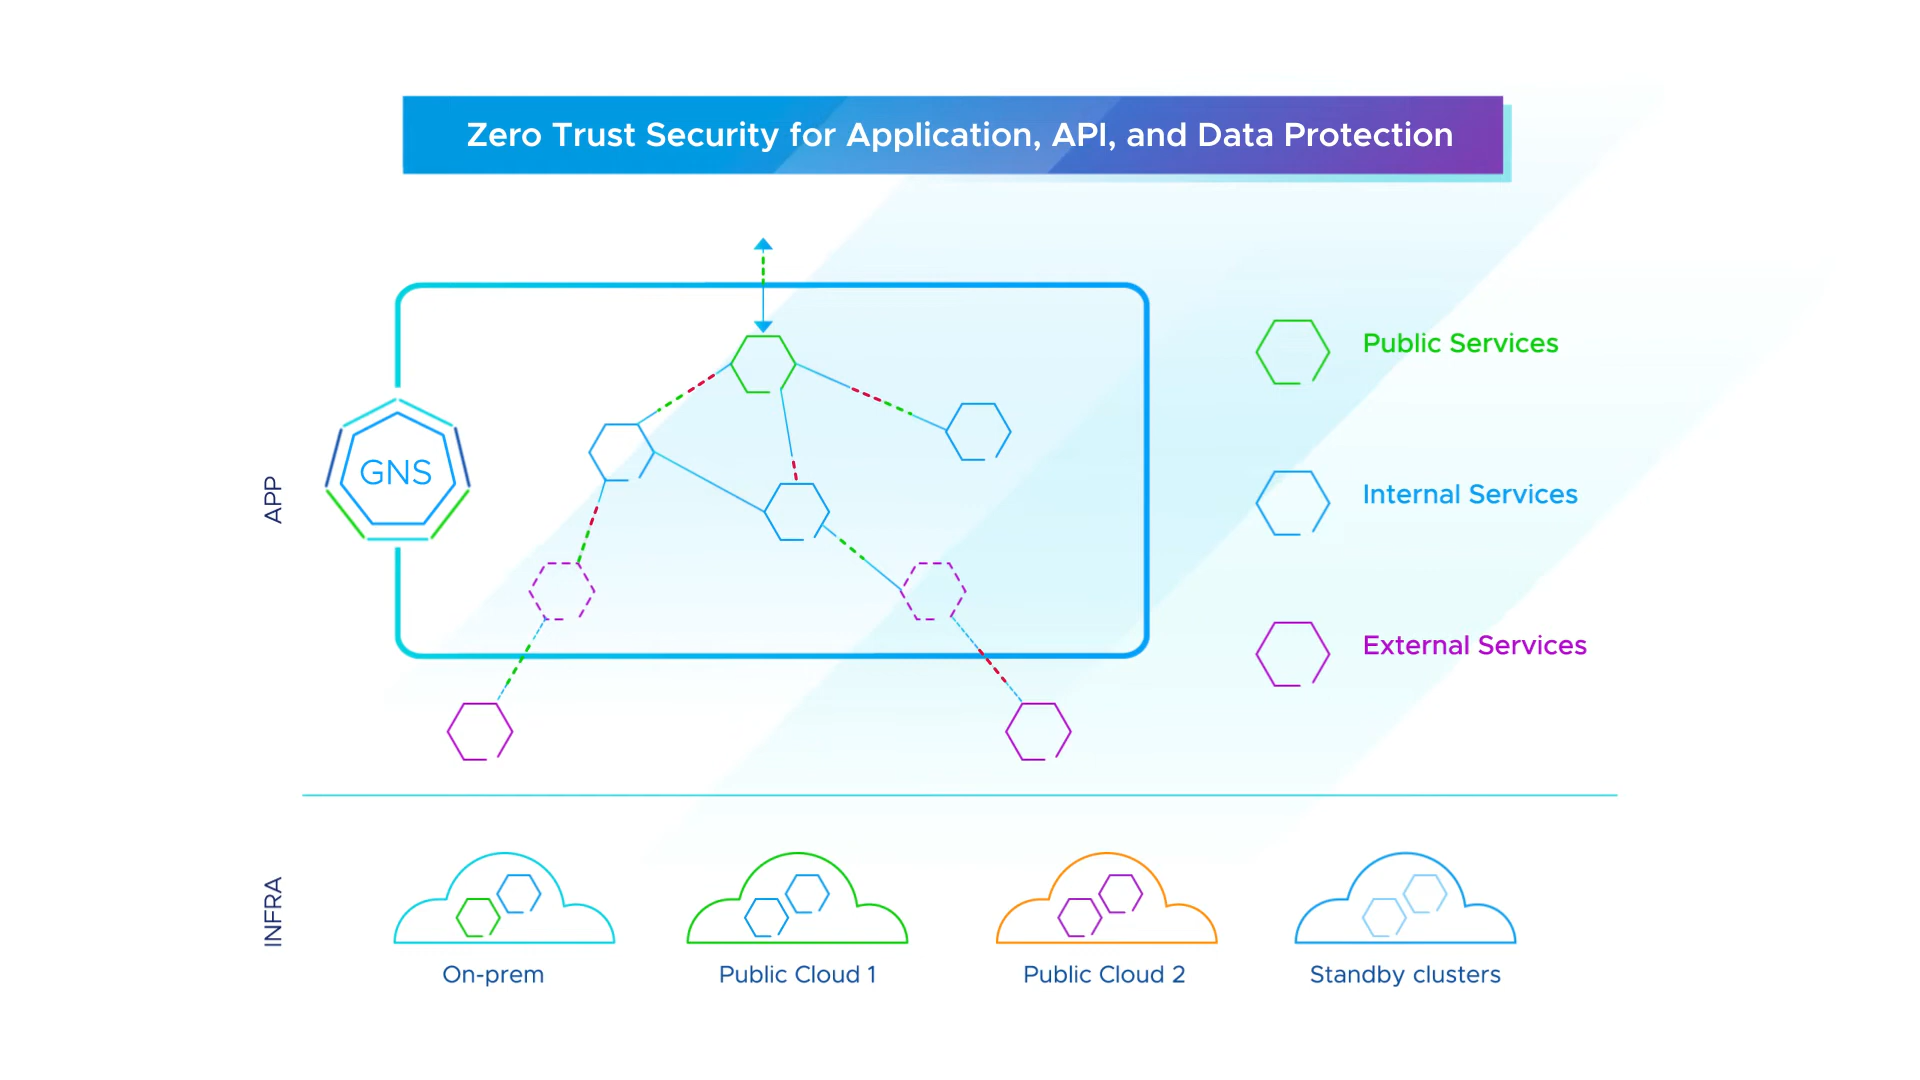 Zero Trust Security for Application, API, and Data Protection
APP
GNS
Public Services
Internal Services
External Services
INFRA
On-prem
Public Cloud 1
Public Cloud 2
Standby clusters